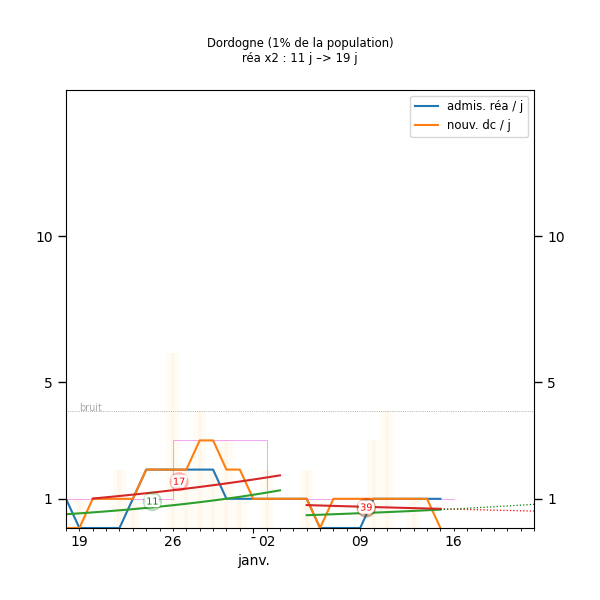 Dordogne (1% de la population)
réa x2 : 11 j –> 19 j
admis. réa / j
nouv. dc / j
10
10
5
5
bruit
17
11
39
1
1
19
26
02
09
16
janv.